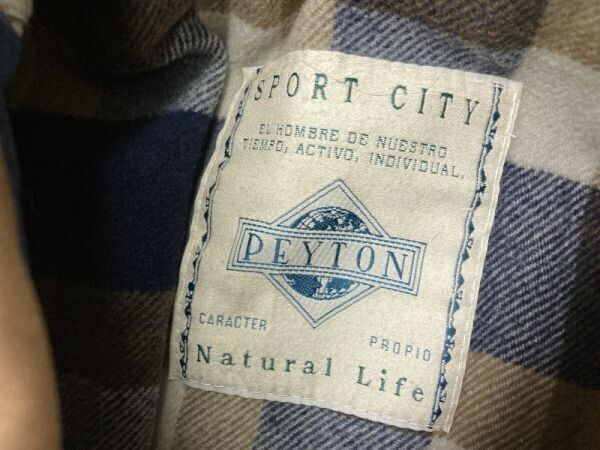 SPORT CITY
EL HOMBRE DE NUESTRO
TIEMPO, ACTIVO, INDIVIDUAL.
PEYTON
CARACTER PROPIO
Natural Life